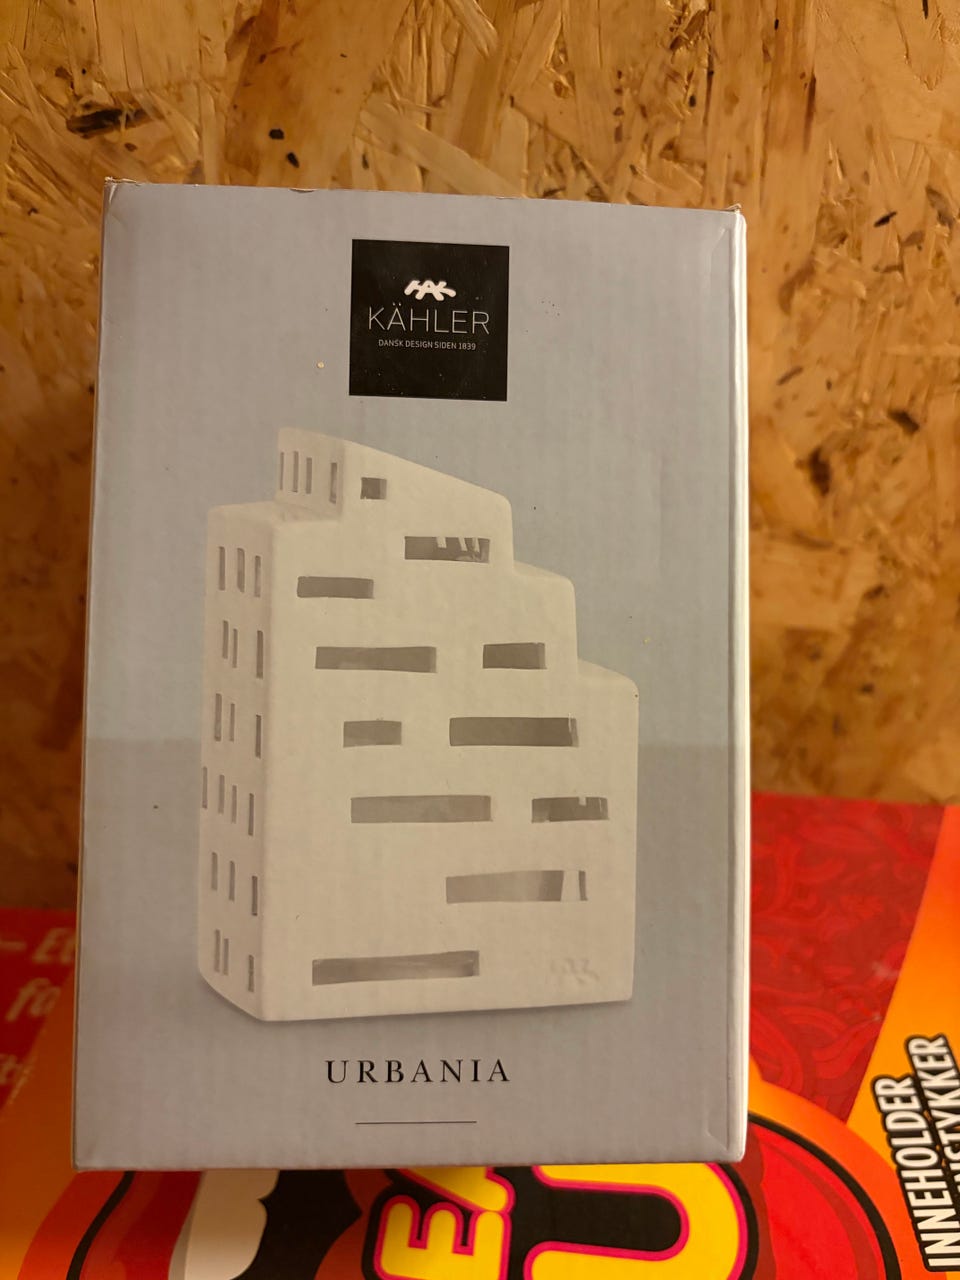 KÄHLER
DANSK DESIGN SIDEN 1839
URBANIA
INNEHOLDER